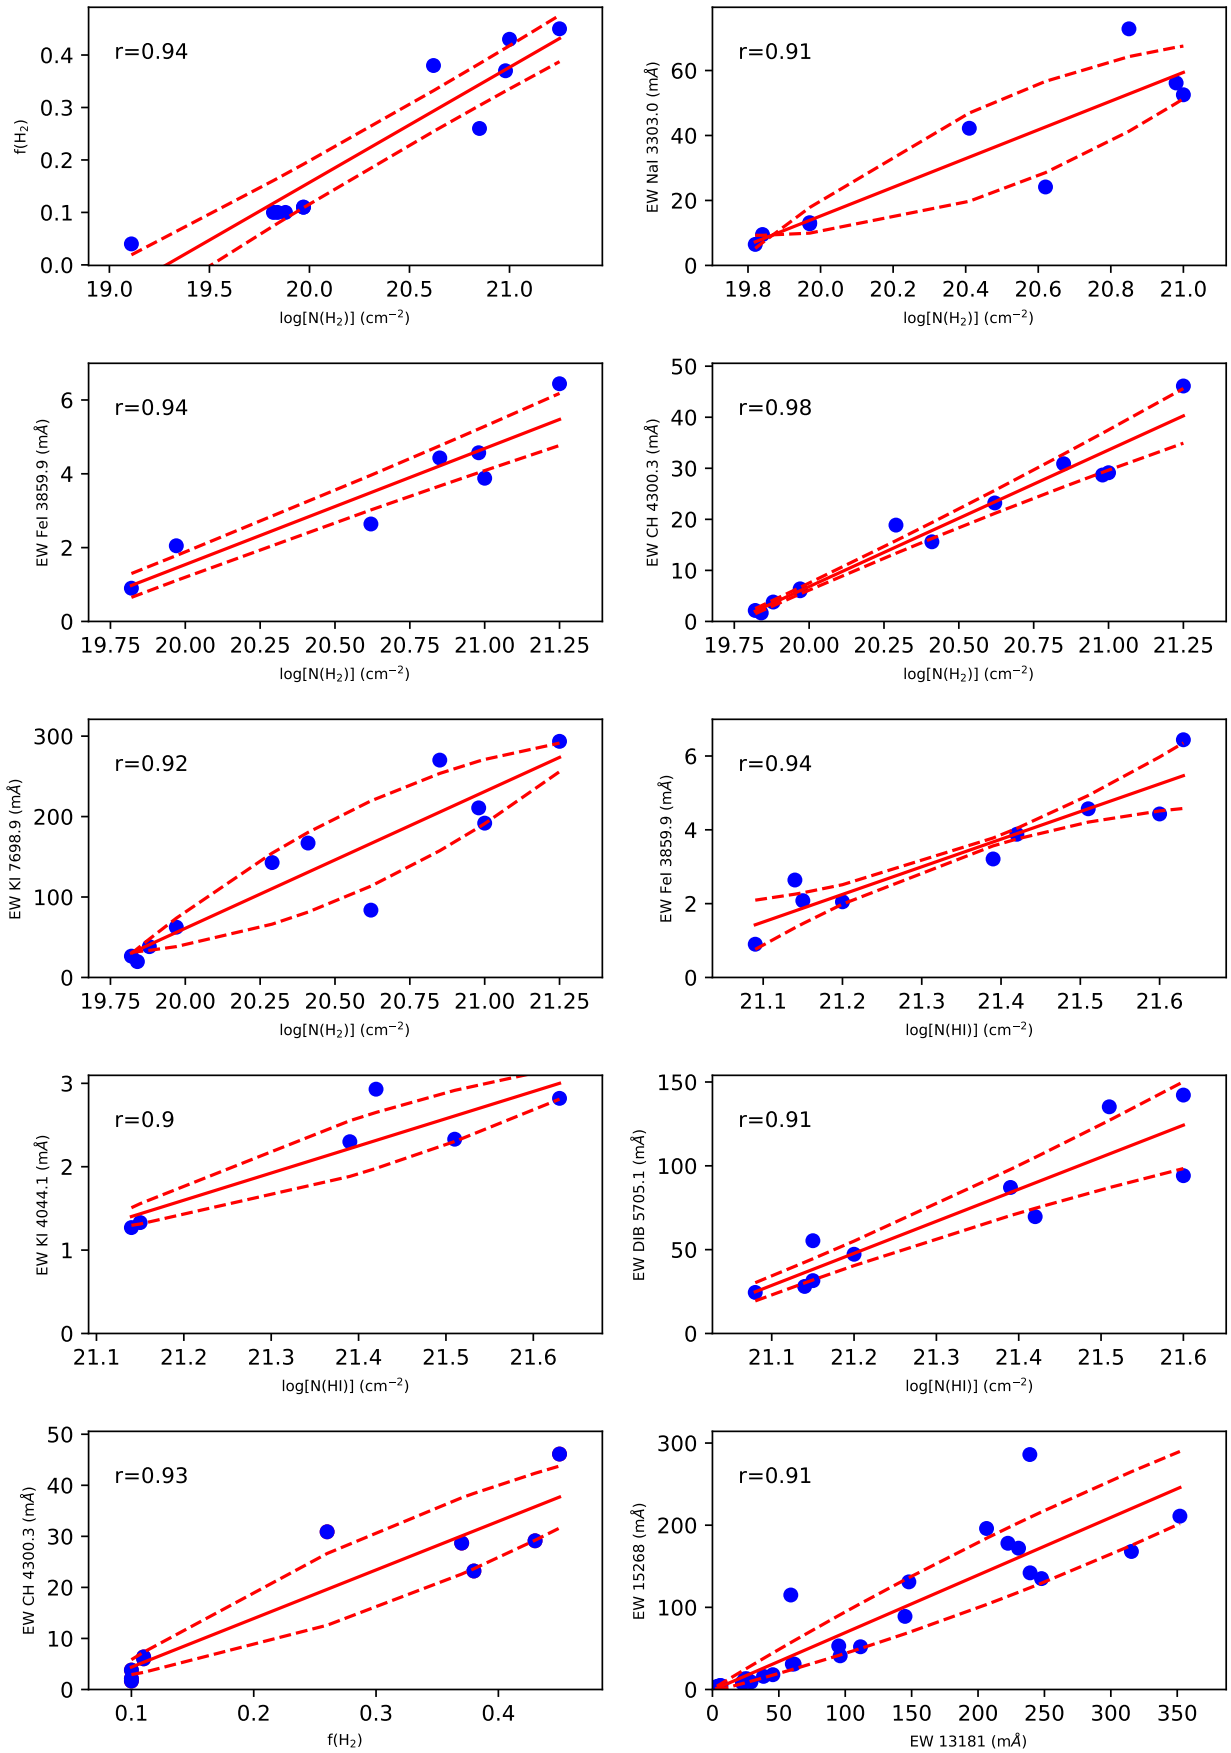 r=0.94
f(H₂)
0.4
0.3
0.2
0.1
0.0
19.0 19.5 20.0 20.5 21.0
log[N(H₂)] (cm⁻²)
r=0.91
EW NaI 3303.0 (mÅ)
60
40
20
0
19.8 20.0 20.2 20.4 20.6 20.8 21.0
log[N(H₂)] (cm⁻²)
r=0.94
EW FeI 3859.9 (mÅ)
6
4
2
0
19.75 20.00 20.25 20.50 20.75 21.00 21.25
log[N(H₂)] (cm⁻²)
r=0.98
EW CH 4300.3 (mÅ)
50
40
30
20
10
0
19.75 20.00 20.25 20.50 20.75 21.00 21.25
log[N(H₂)] (cm⁻²)
r=0.92
EW KI 7698.9 (mÅ)
300
200
100
0
19.75 20.00 20.25 20.50 20.75 21.00 21.25
log[N(H₂)] (cm⁻²)
r=0.94
EW FeI 3859.9 (mÅ)
6
4
2
0
21.1 21.2 21.3 21.4 21.5 21.6
log[N(HI)] (cm⁻²)
r=0.9
EW KI 4044.1 (mÅ)
3
2
1
0
21.1 21.2 21.3 21.4 21.5 21.6
log[N(HI)] (cm⁻²)
r=0.91
EW DIB 5705.1 (mÅ)
150
100
50
0
21.1 21.2 21.3 21.4 21.5 21.6
log[N(HI)] (cm⁻²)
r=0.93
EW CH 4300.3 (mÅ)
50
40
30
20
10
0
0.1 0.2 0.3 0.4
f(H₂)
r=0.91
EW 15268 (mÅ)
300
200
100
0
0 50 100 150 200 250 300 350
EW 13181 (mÅ)